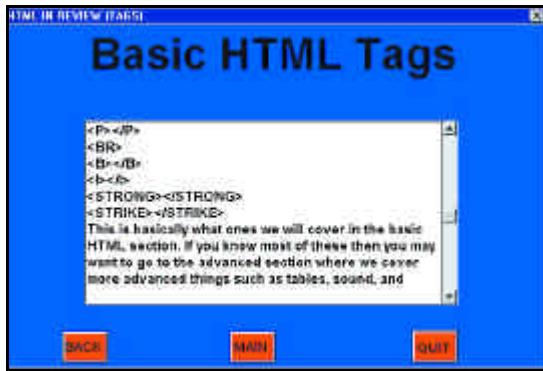 HTML IN REVIEW (TAGS)
Basic HTML Tags
<P></P>
<BR>
<B></B>
<I></I>
<STRONG></STRONG>
<STRIKE></STRIKE>
This is basically what ones we will cover in the basic
HTML section. If you know most of these then you may
want to go to the advanced section where we cover
more advanced things such as tables, sound, and
BACK
MAIN
QUIT